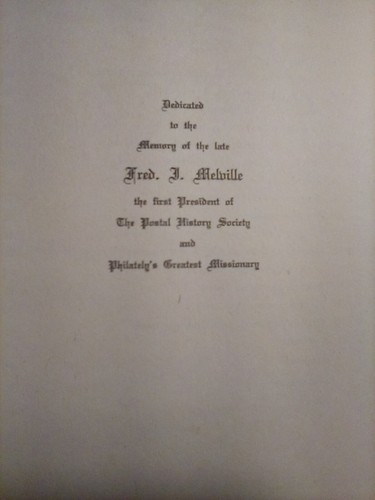 Dedicated
to the
Memory of the late
Fred. J. Melville
the first President of
The Postal History Society
and
Philately's Greatest Missionary